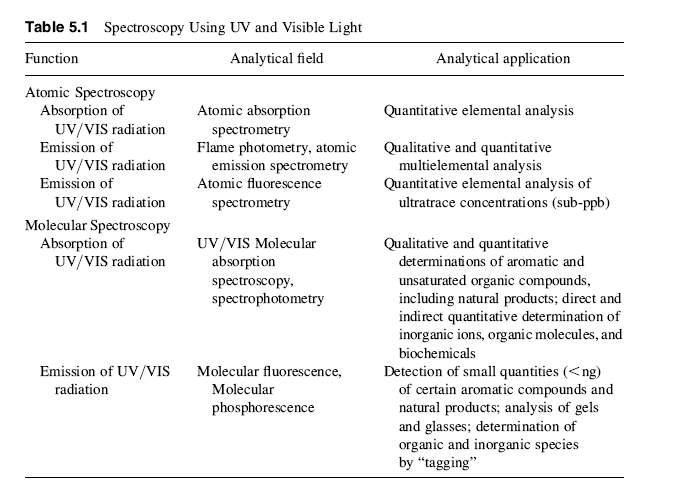 Table 5.1 Spectroscopy Using UV and Visible Light
Function Analytical field Analytical application
Atomic Spectroscopy
Absorption of Atomic absorption Quantitative elemental analysis
UV/VIS radiation spectrometry
Emission of Flame photometry, atomic Qualitative and quantitative
UV/VIS radiation emission spectrometry multielemental analysis
Emission of Atomic fluorescence Quantitative elemental analysis of
UV/VIS radiation spectrometry ultratrace concentrations (sub-ppb)
Molecular Spectroscopy
Absorption of UV/VIS Molecular Qualitative and quantitative
UV/VIS radiation absorption determinations of aromatic and
spectroscopy, unsaturated organic compounds,
spectrophotometry including natural products; direct and
indirect quantitative determination of
inorganic ions, organic molecules, and
biochemicals
Emission of UV/VIS Molecular fluorescence, Detection of small quantities (<ng)
radiation Molecular of certain aromatic compounds and
phosphorescence natural products; analysis of gels
and glasses; determination of
organic and inorganic species
by “tagging”